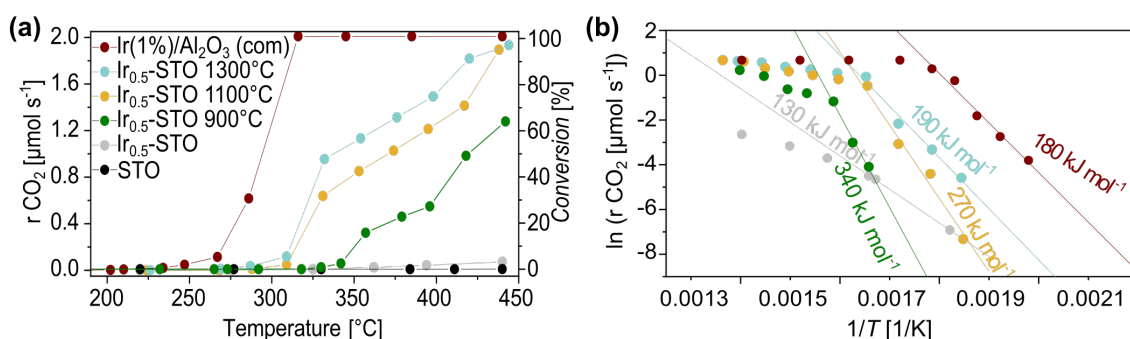 (a)
2.0
1.6
1.2
0.8
0.4
0.0
r CO₂ [µmol s⁻¹]
Ir(1%)/Al₂O₃ (com)
Ir₀.₅-STO 1300°C
Ir₀.₅-STO 1100°C
Ir₀.₅-STO 900°C
Ir₀.₅-STO
STO
100
80
60
40
20
0
Conversion [%]
200 250 300 350 400 450
Temperature [°C]
(b)
2
0
-2
-4
-6
-8
ln (r CO₂ [µmol s⁻¹])
130 kJ mol⁻¹
340 kJ mol⁻¹
270 kJ mol⁻¹
190 kJ mol⁻¹
180 kJ mol⁻¹
0.0013 0.0015 0.0017 0.0019 0.0021
1/T [1/K]